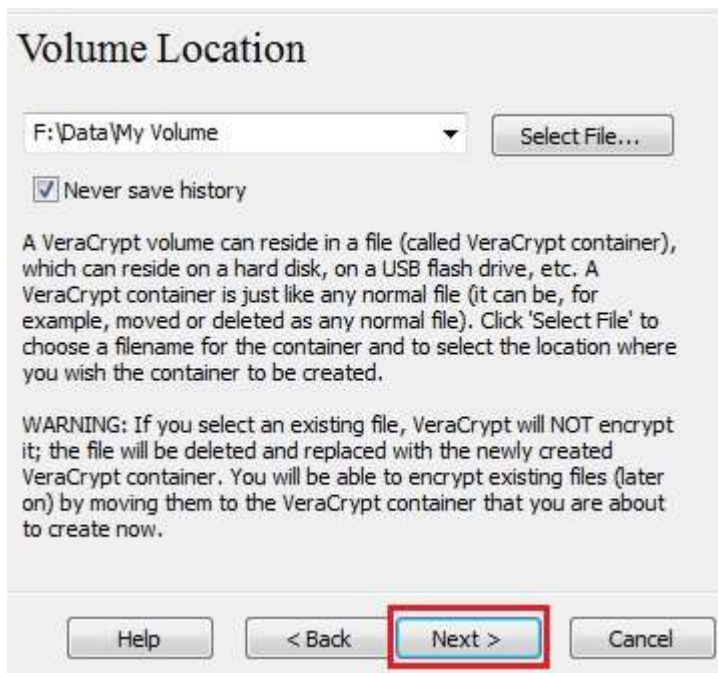 Volume Location
F:\Data\My Volume
Select File...
Never save history
A VeraCrypt volume can reside in a file (called VeraCrypt container),
which can reside on a hard disk, on a USB flash drive, etc. A
VeraCrypt container is just like any normal file (it can be, for
example, moved or deleted as any normal file). Click 'Select File' to
choose a filename for the container and to select the location where
you wish the container to be created.
WARNING: If you select an existing file, VeraCrypt will NOT encrypt
it; the file will be deleted and replaced with the newly created
VeraCrypt container. You will be able to encrypt existing files (later
on) by moving them to the VeraCrypt container that you are about
to create now.
Help < Back Next > Cancel